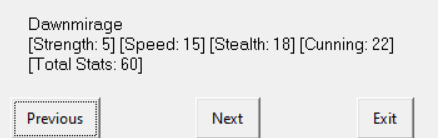 Dawnmirage
[Strength: 5] [Speed: 15] [Stealth: 18] [Cunning: 22]
[Total Stats: 60]
Previous
Next
Exit